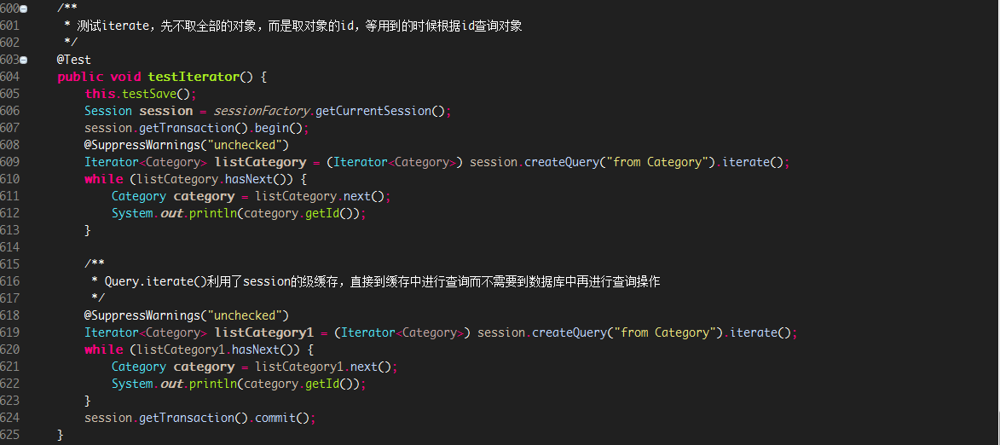 600 /**
601 * 测试iterate，先不取全部的对象，而是取对象的id，等用到的时候根据id查询对象
602 */
603 @Test
604 public void testIterator() {
605 this.testSave();
606 Session session = sessionFactory.getCurrentSession();
607 session.getTransaction().begin();
608 @SuppressWarnings("unchecked")
609 Iterator<Category> listCategory = (Iterator<Category>) session.createQuery("from Category").iterate();
610 while (listCategory.hasNext()) {
611 Category category = listCategory.next();
612 System.out.println(category.getId());
613 }
614
615 /**
616 * Query.iterate()利用了session的级缓存，直接到缓存中进行查询而不需要到数据库中再进行查询操作
617 */
618 @SuppressWarnings("unchecked")
619 Iterator<Category> listCategory1 = (Iterator<Category>) session.createQuery("from Category").iterate();
620 while (listCategory1.hasNext()) {
621 Category category = listCategory1.next();
622 System.out.println(category.getId());
623 }
624 session.getTransaction().commit();
625 }